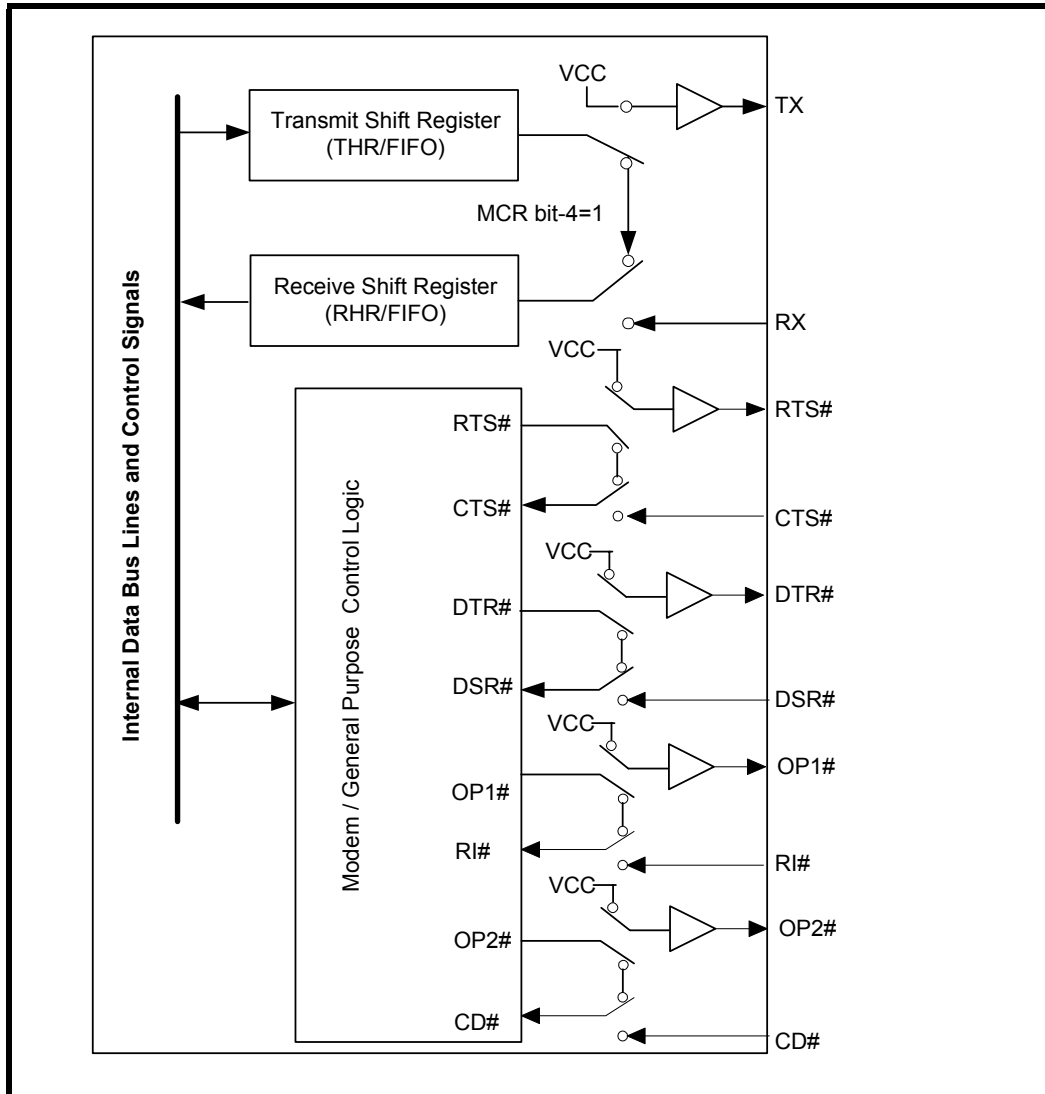 VCC
TX
Transmit Shift Register
(THR/FIFO)
MCR bit-4=1
Receive Shift Register
(RHR/FIFO)
RX
VCC
RTS#
RTS#
CTS#
CTS#
VCC
DTR#
DTR#
DSR#
DSR#
VCC
OP1#
OP1#
RI#
RI#
VCC
OP2#
OP2#
CD#
CD#
Internal Data Bus Lines and Control Signals
Modem / General Purpose Control Logic